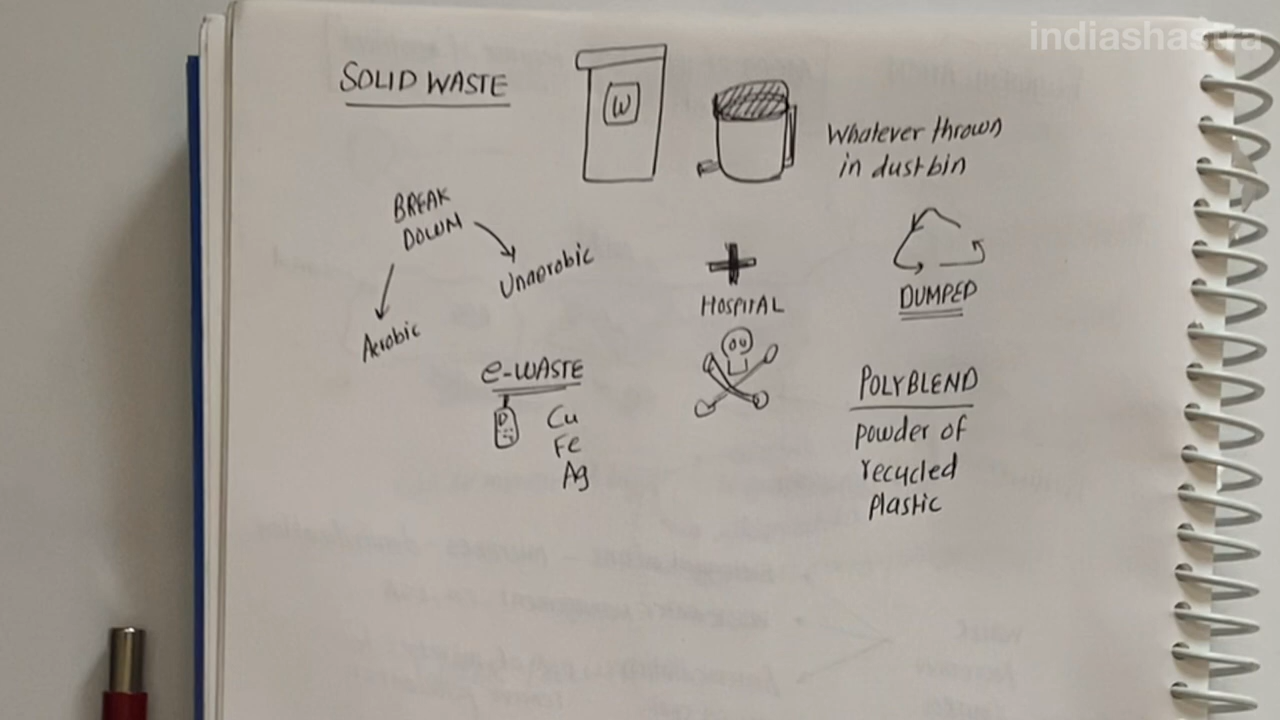 indiashastra
SOLID WASTE
W
Whatever thrown
in dustbin
BREAK
DOWN
Unaerobic
Aerobic
HOSPITAL
DUMPED
e-WASTE
Cu
Fe
Ag
POLYBLEND
powder of
recycled
plastic